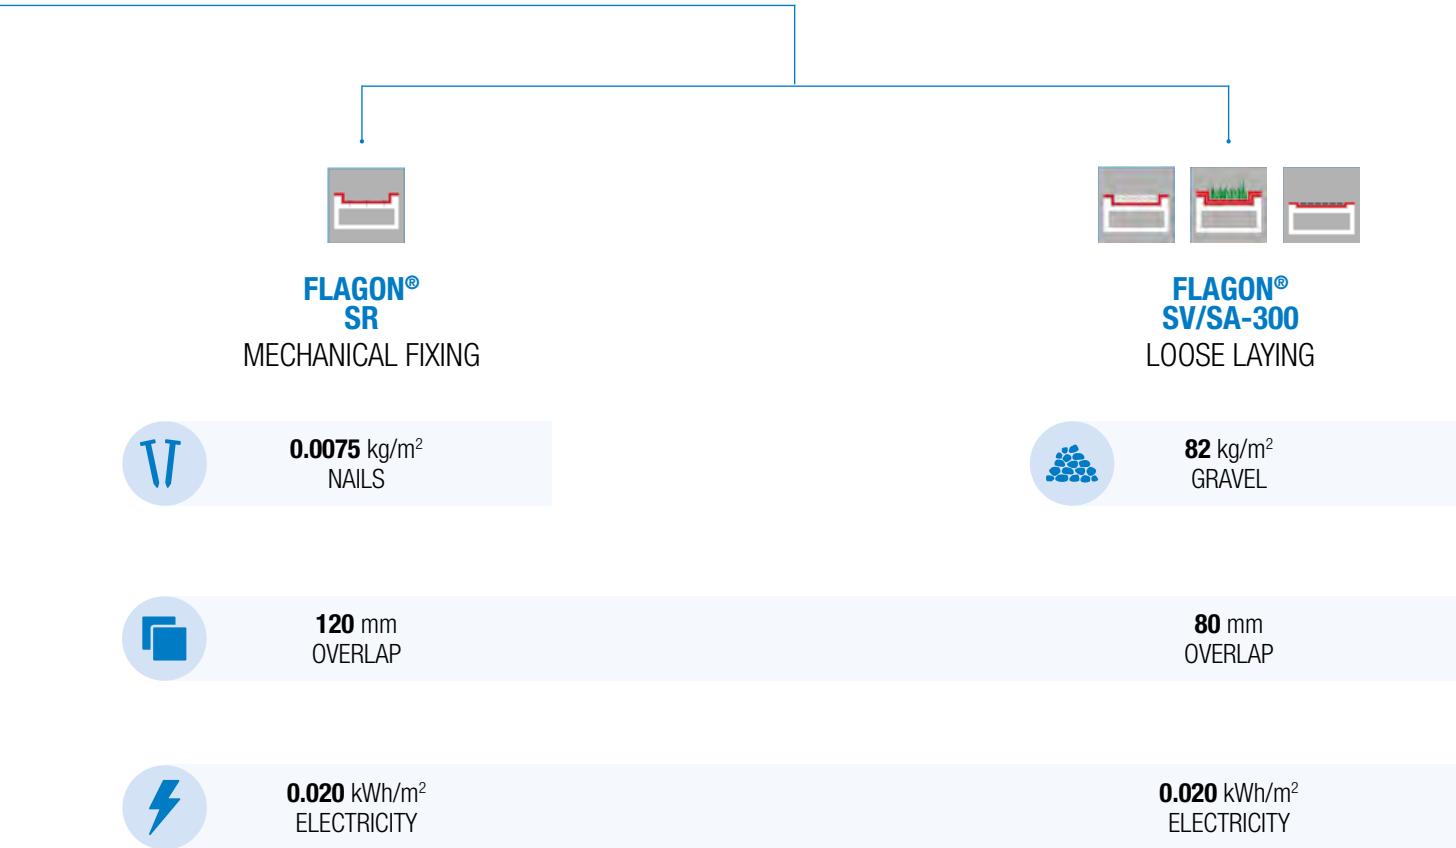 FLAGON®
SR
MECHANICAL FIXING
FLAGON®
SV/SA-300
LOOSE LAYING
0.0075 kg/m²
NAILS
82 kg/m²
GRAVEL
120 mm
OVERLAP
80 mm
OVERLAP
0.020 kWh/m²
ELECTRICITY
0.020 kWh/m²
ELECTRICITY